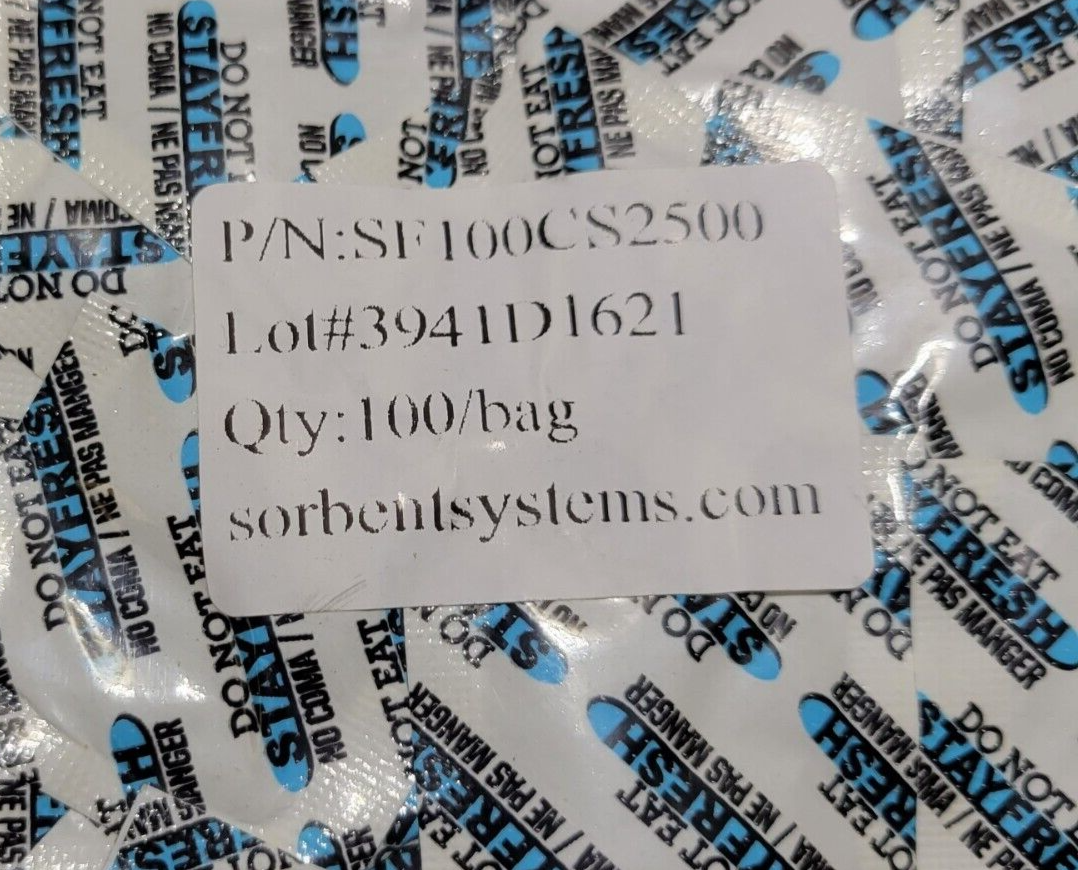 P/N:SF100CS2500
Lot#3941D1621
Qty:100/bag
sorbentsystems.com
DO NOT EAT
STAYFRESH
NO COMA / NE PAS MANGER